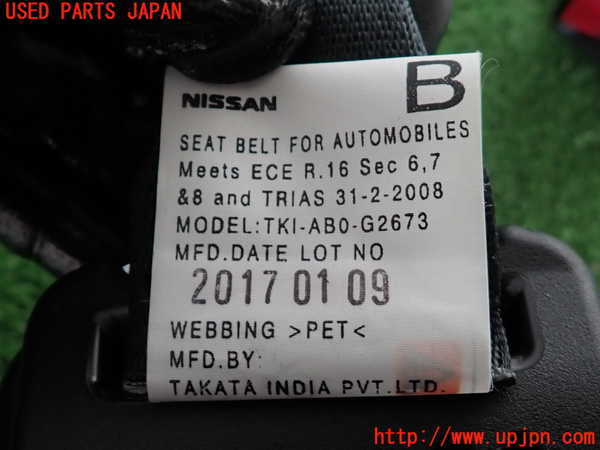 USED PARTS JAPAN
NISSAN
B
SEAT BELT FOR AUTOMOBILES
Meets ECE R.16 Sec 6,7
&8 and TRIAS 31-2-2008
MODEL:TKI-AB0-G2673
MFD.DATE LOT NO
2017 01 09
WEBBING >PET<
MFD.BY:
TAKATA INDIA PVT.LTD.
http://www.upjpn.com/